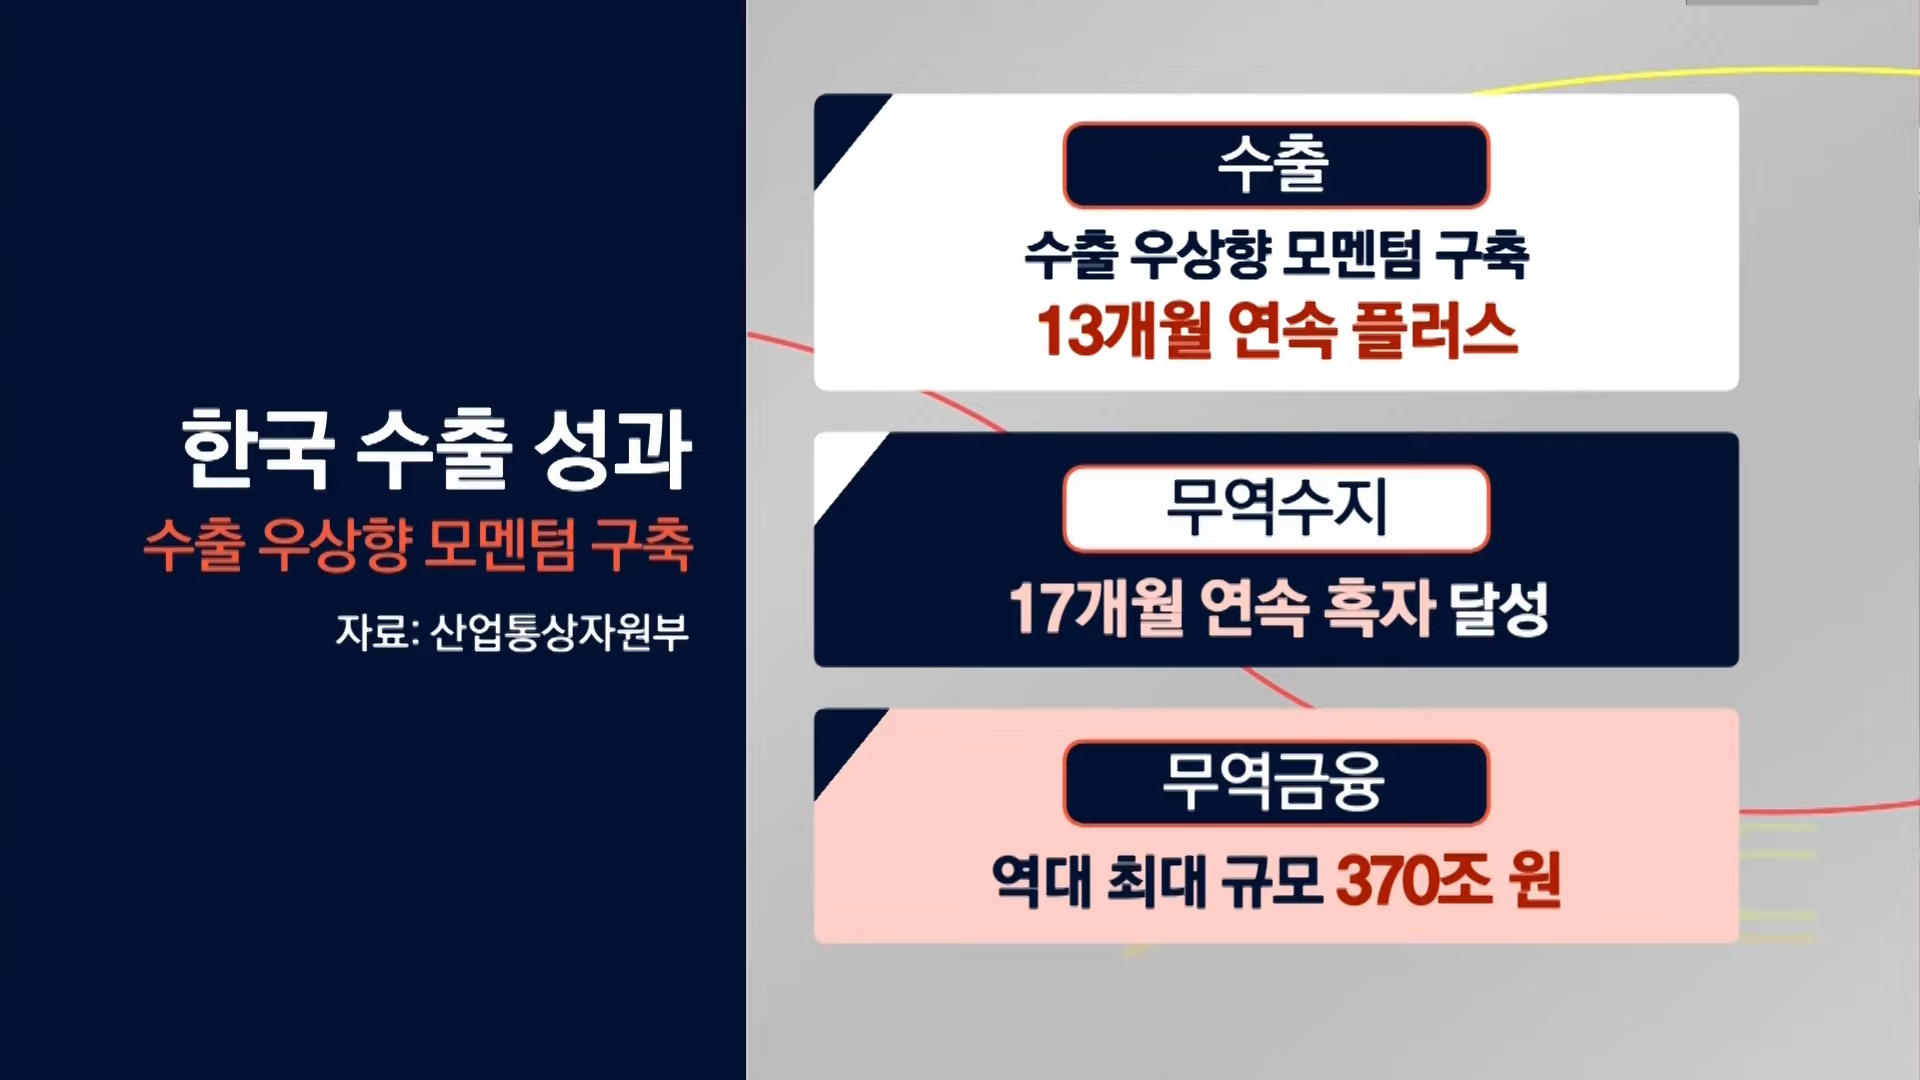 한국 수출 성과
수출 우상향 모멘텀 구축
자료: 산업통상자원부
수출
수출 우상향 모멘텀 구축
13개월 연속 플러스
무역수지
17개월 연속 흑자 달성
무역금융
역대 최대 규모 370조 원